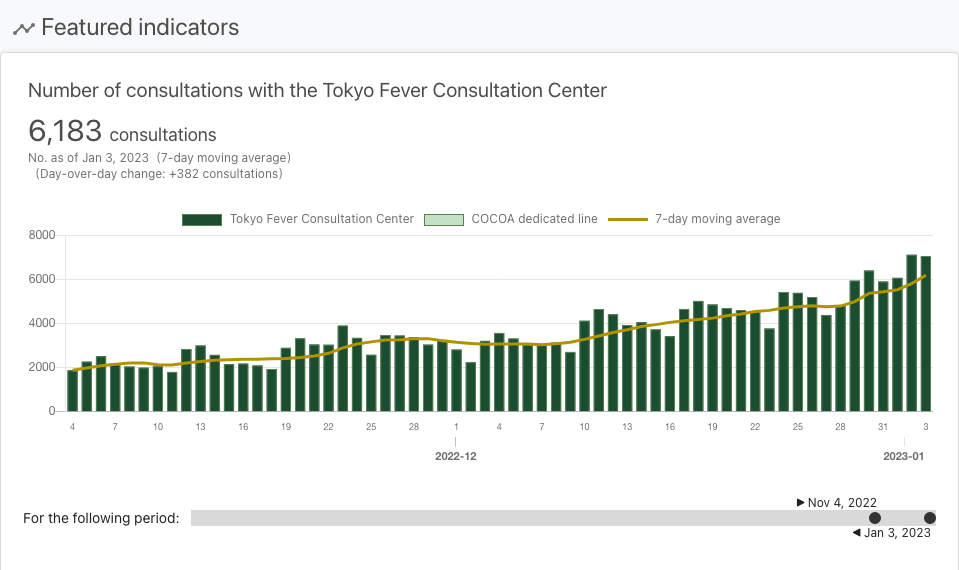 Featured indicators
Number of consultations with the Tokyo Fever Consultation Center
6,183 consultations
No. as of Jan 3, 2023 (7-day moving average)
(Day-over-day change: +382 consultations)
Tokyo Fever Consultation Center COCOA dedicated line 7-day moving average
8000
6000
4000
2000
0
4 7 10 13 16 19 22 25 28 1 4 7 10 13 16 19 22 25 28 31 3
2022-12 2023-01
▶ Nov 4, 2022
For the following period:
◀ Jan 3, 2023